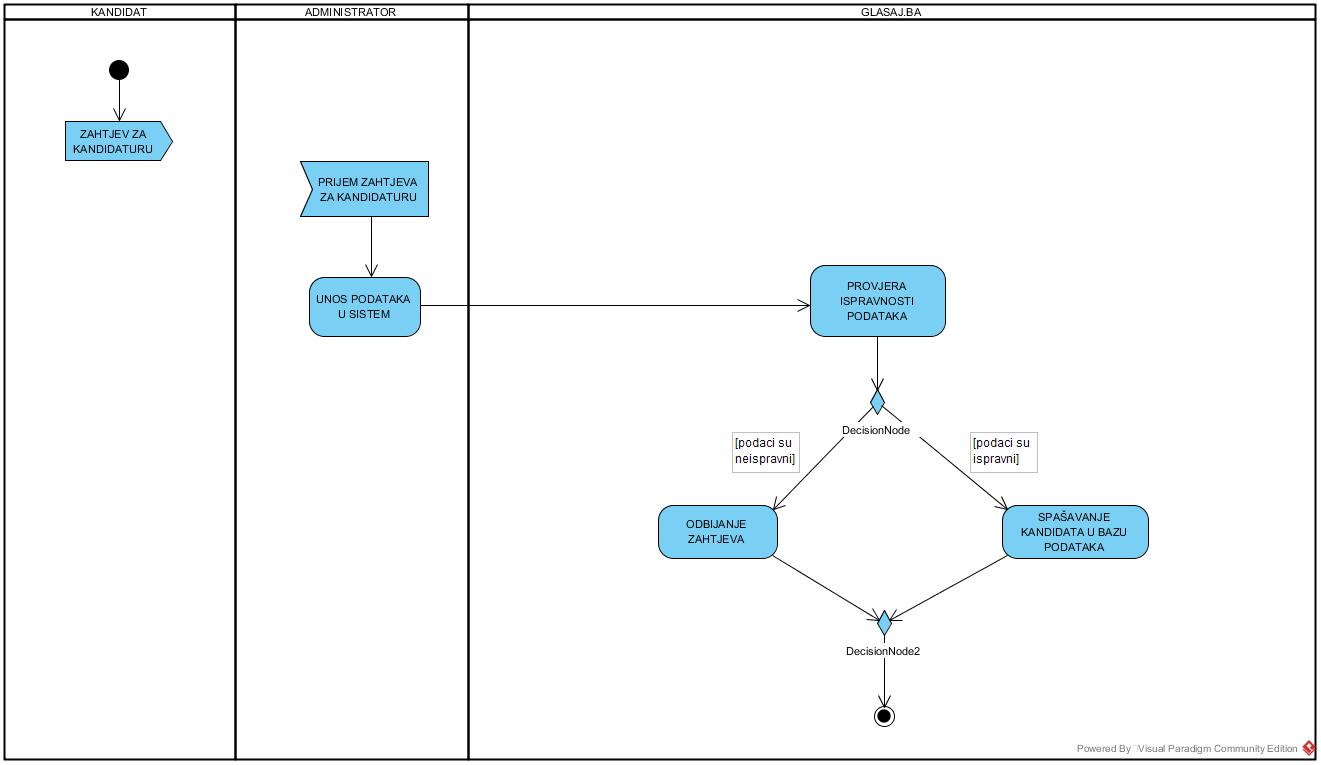 KANDIDAT
ADMINISTRATOR
GLASAJ.BA
ZAHTJEV ZA
KANDIDATURU
PRIJEM ZAHTJEVA
ZA KANDIDATURU
UNOS PODATAKA
U SISTEM
PROVJERA
ISPRAVNOSTI
PODATAKA
DecisionNode
[podaci su
neispravni]
[podaci su
ispravni]
ODBIJANJE
ZAHTJEVA
SPAŠAVANJE
KANDIDATA U BAZU
PODATAKA
DecisionNode2
Powered By Visual Paradigm Community Edition